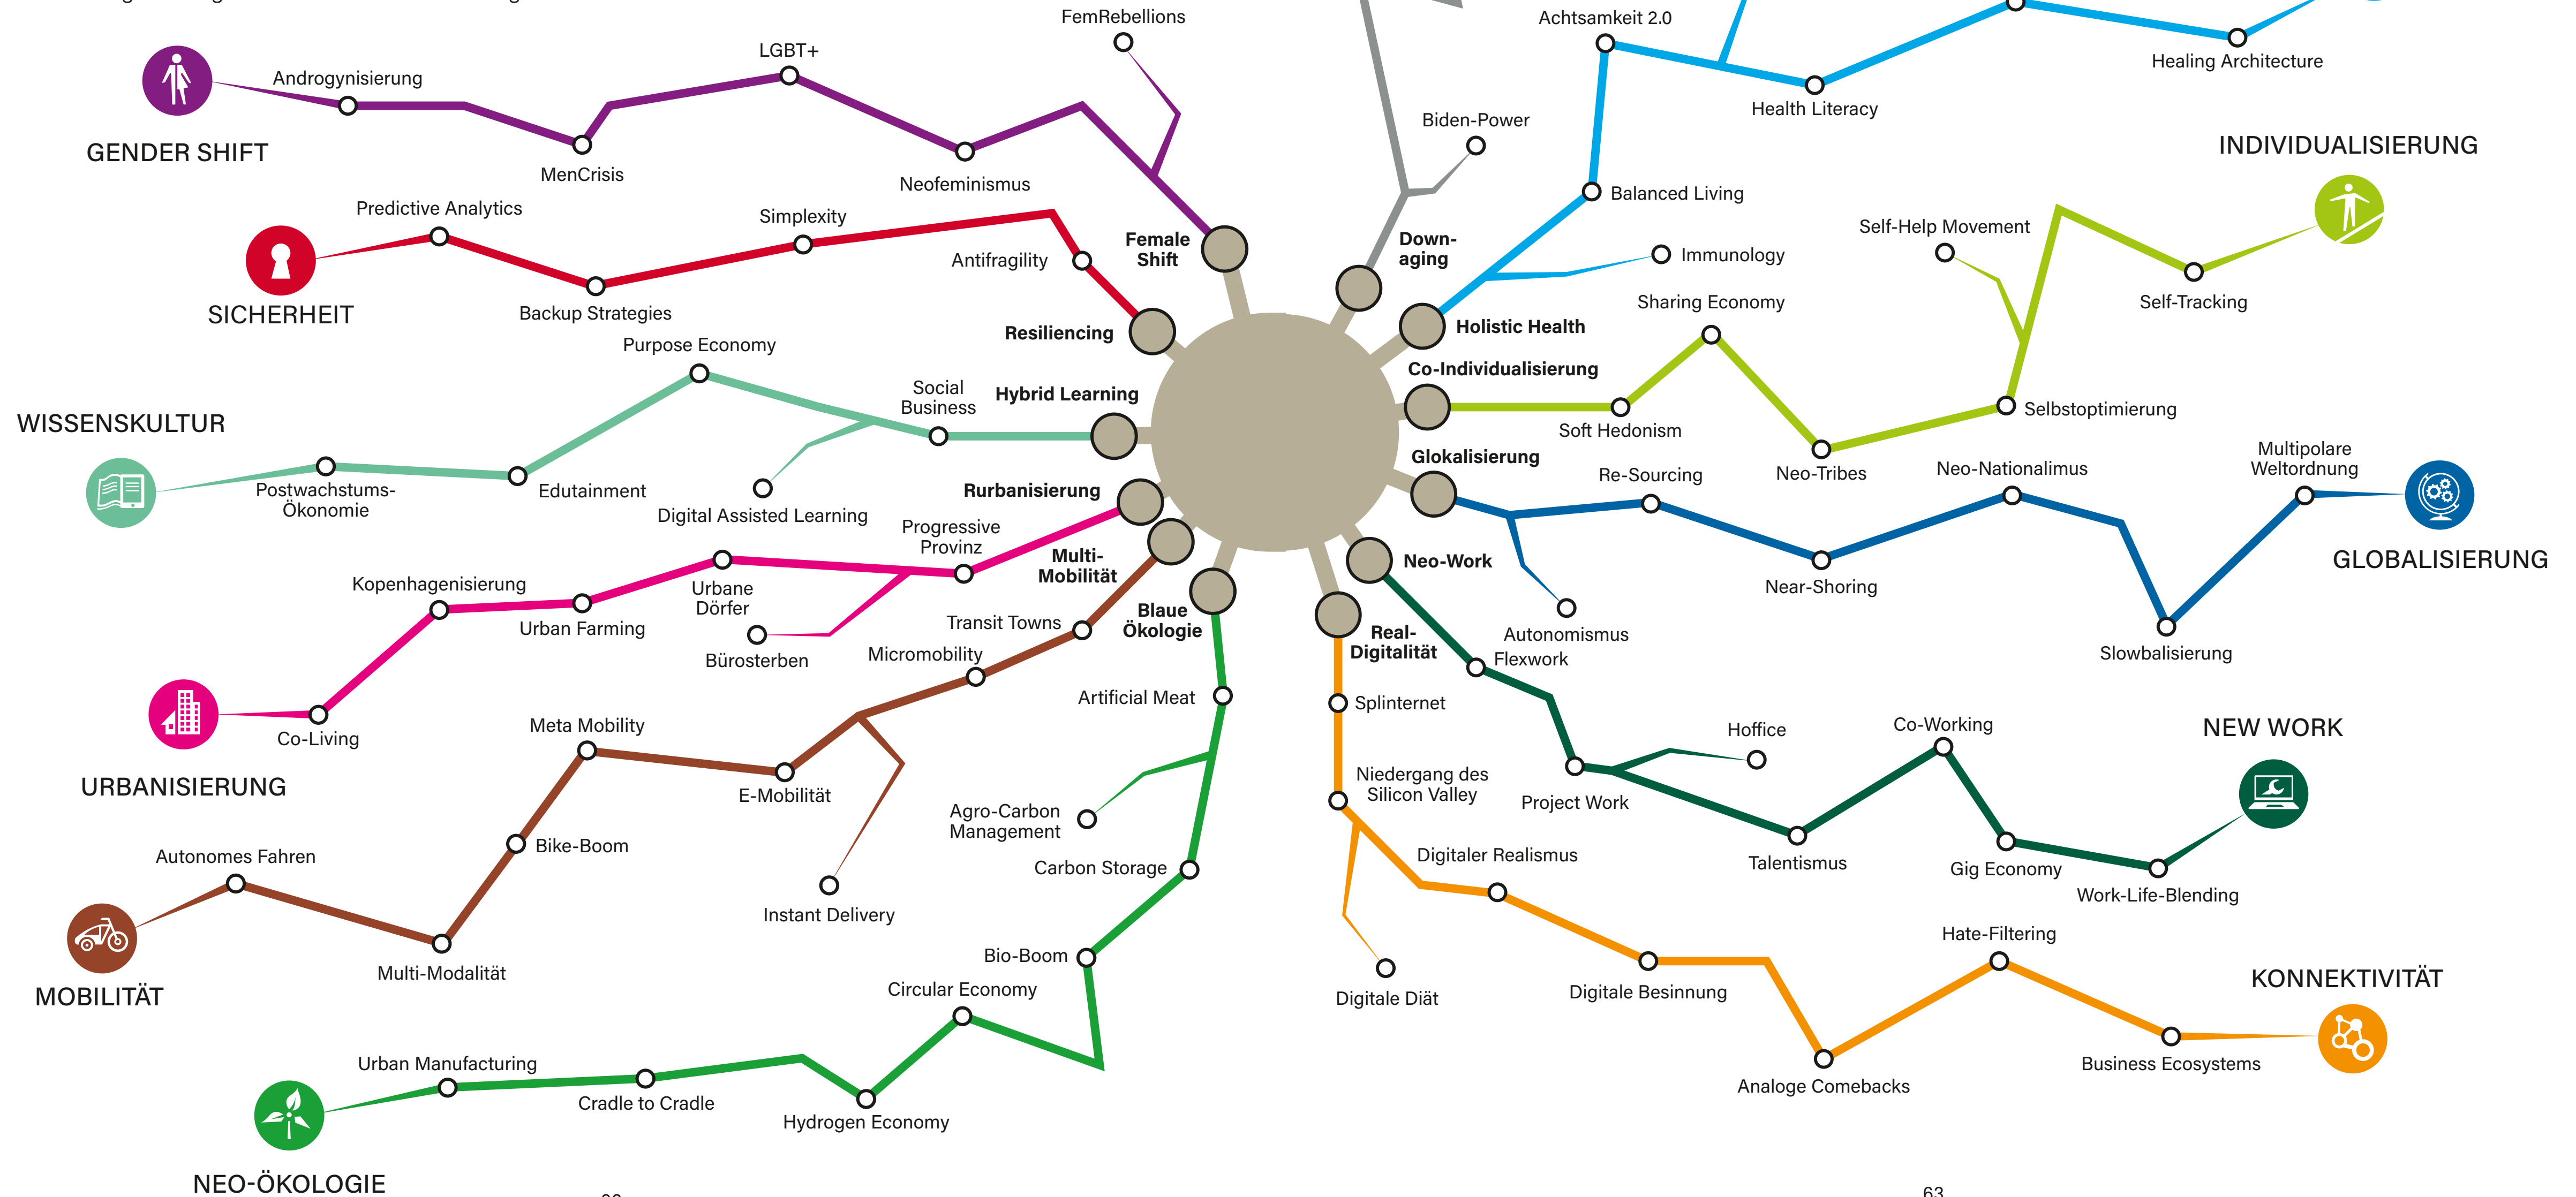 FemRebellions
Achtsamkeit 2.0
LGBT+
Androgynisierung
Healing Architecture
Health Literacy
Biden-Power
GENDER SHIFT
INDIVIDUALISIERUNG
MenCrisis
Neofeminismus
Balanced Living
Predictive Analytics
Simplexity
Self-Help Movement
Female
Shift
Down-
aging
Antifragility
Immunology
SICHERHEIT
Backup Strategies
Sharing Economy
Self-Tracking
Resiliencing
Holistic Health
Purpose Economy
Co-Individualisierung
Social
Business
Hybrid Learning
Selbstoptimierung
WISSENSKULTUR
Soft Hedonism
Glokalisierung
Multipolare
Weltordnung
Neo-Tribes
Neo-Nationalimus
Re-Sourcing
Postwachstums-
Ökonomie
Edutainment
Rurbanisierung
Digital Assisted Learning
Progressive
Provinz
Multi-
Mobilität
Neo-Work
GLOBALISIERUNG
Kopenhagenisierung
Urbane
Dörfer
Near-Shoring
Urban Farming
Blaue
Ökologie
Transit Towns
Autonomismus
Real-
Digitalität
Bürosterben
Micromobility
Flexwork
Slowbalisierung
Artificial Meat
Splinternet
Meta Mobility
Co-Living
Hoffice
Co-Working
NEW WORK
URBANISIERUNG
E-Mobilität
Niedergang des
Silicon Valley
Project Work
Agro-Carbon
Management
Bike-Boom
Autonomes Fahren
Digitaler Realismus
Talentismus
Gig Economy
Carbon Storage
Work-Life-Blending
Instant Delivery
Hate-Filtering
Bio-Boom
Multi-Modalität
KONNEKTIVITÄT
MOBILITÄT
Circular Economy
Digitale Diät
Digitale Besinnung
Urban Manufacturing
Business Ecosystems
Analoge Comebacks
Cradle to Cradle
Hydrogen Economy
NEO-ÖKOLOGIE
63